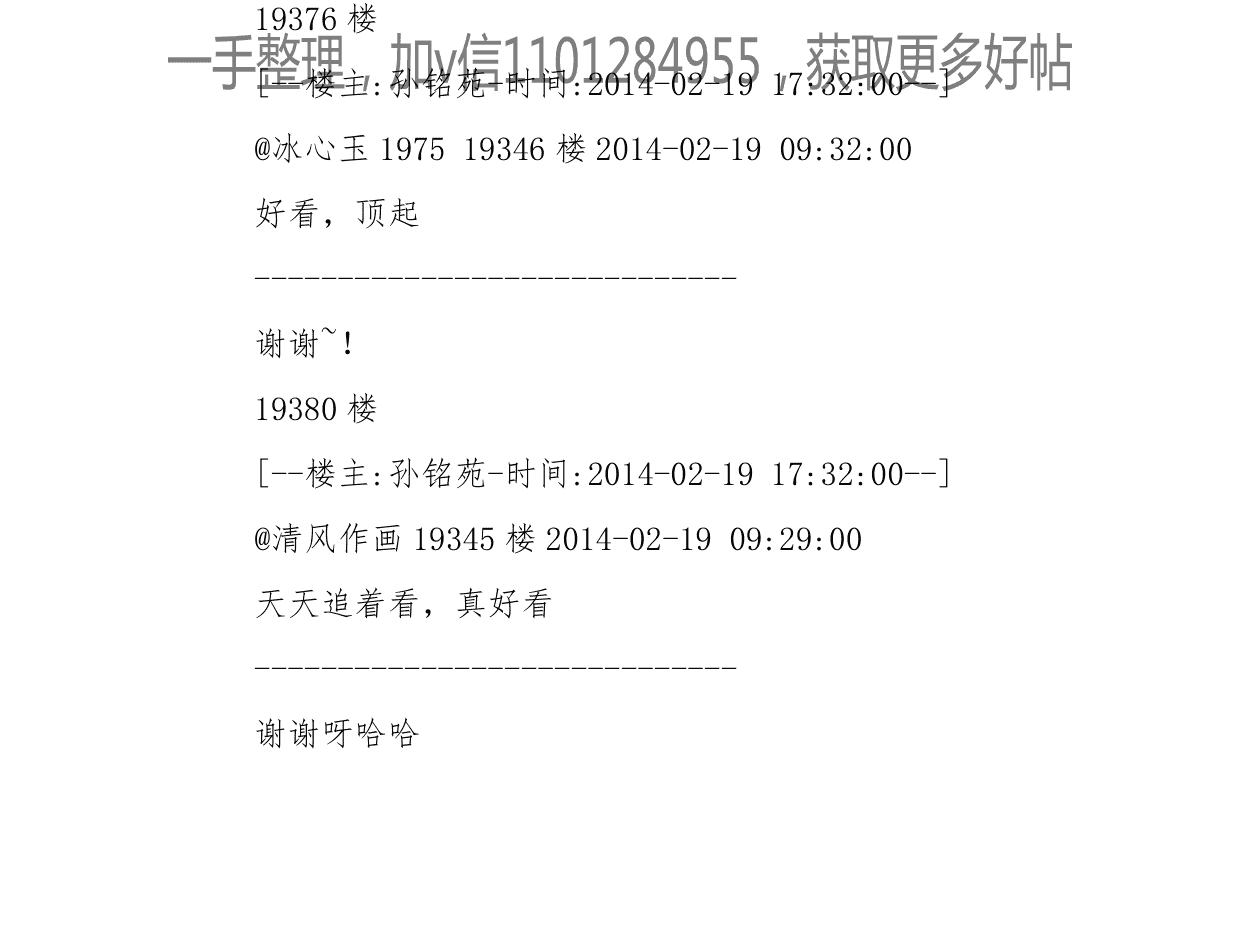 19376 楼
一手整理，加v信1101284955，获取更多好帖
[--楼主:孙铭苑-时间:2014-02-19 17:32:00--]
@冰心玉 1975 19346 楼 2014-02-19 09:32:00
好看，顶起
-----------------------------
谢谢~!
19380 楼
[--楼主:孙铭苑-时间:2014-02-19 17:32:00--]
@清风作画 19345 楼 2014-02-19 09:29:00
天天追着看，真好看
-----------------------------
谢谢呀哈哈